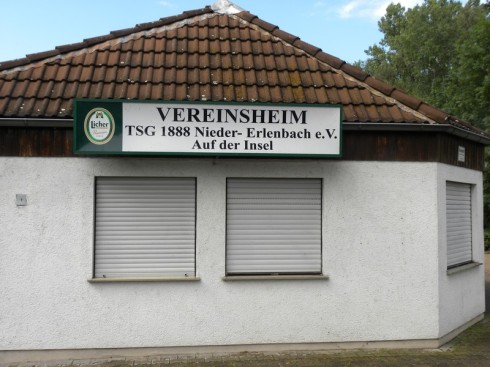 Licher
VEREINSHEIM
TSG 1888 Nieder- Erlenbach e.V.
Auf der Insel